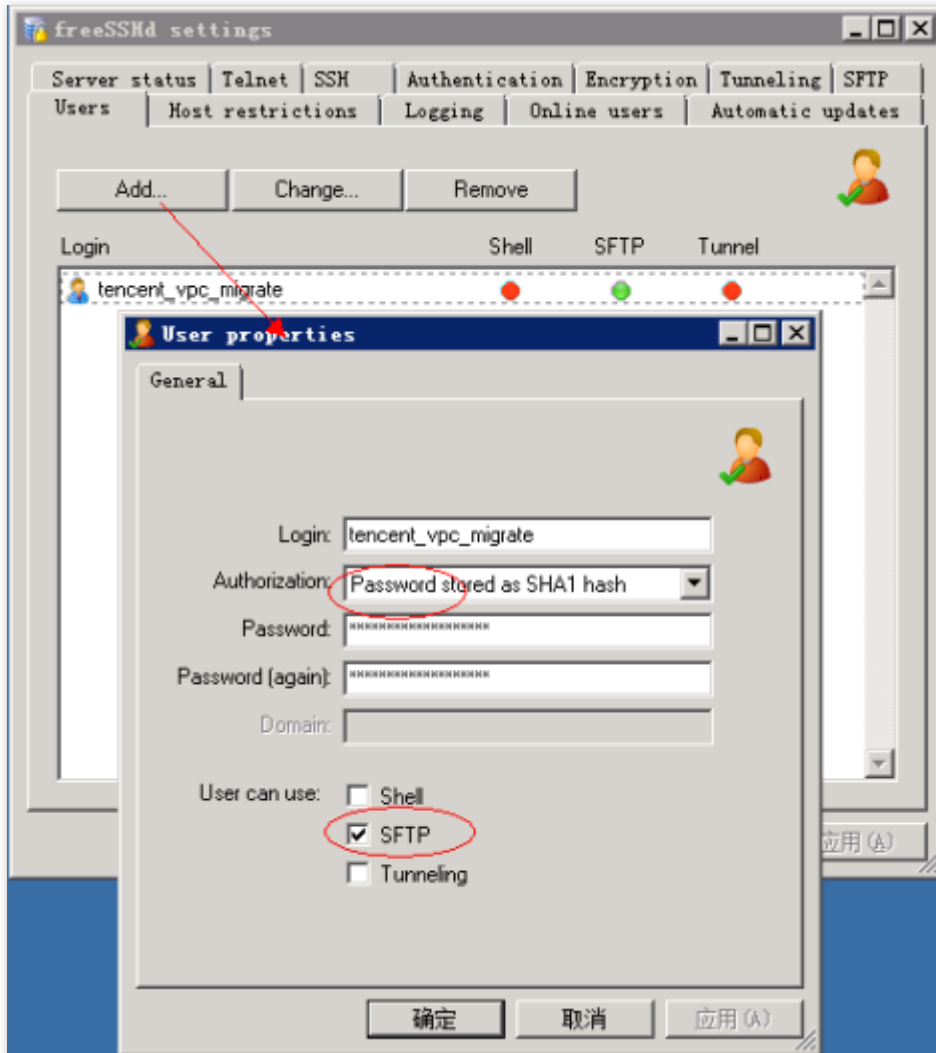 freeSSHd settings
Server status Telnet SSH Authentication Encryption Tunneling SFTP
Users Host restrictions Logging Online users Automatic updates
Add... Change... Remove
Login Shell SFTP Tunnel
tencent_vpc_migrate
User properties
General
Login: tencent_vpc_migrate
Authorization: Password stored as SHA1 hash
Password: *******************
Password (again): *******************
Domain:
User can use: Shell
SFTP
Tunneling
应用(A)
确定 取消 应用(A)